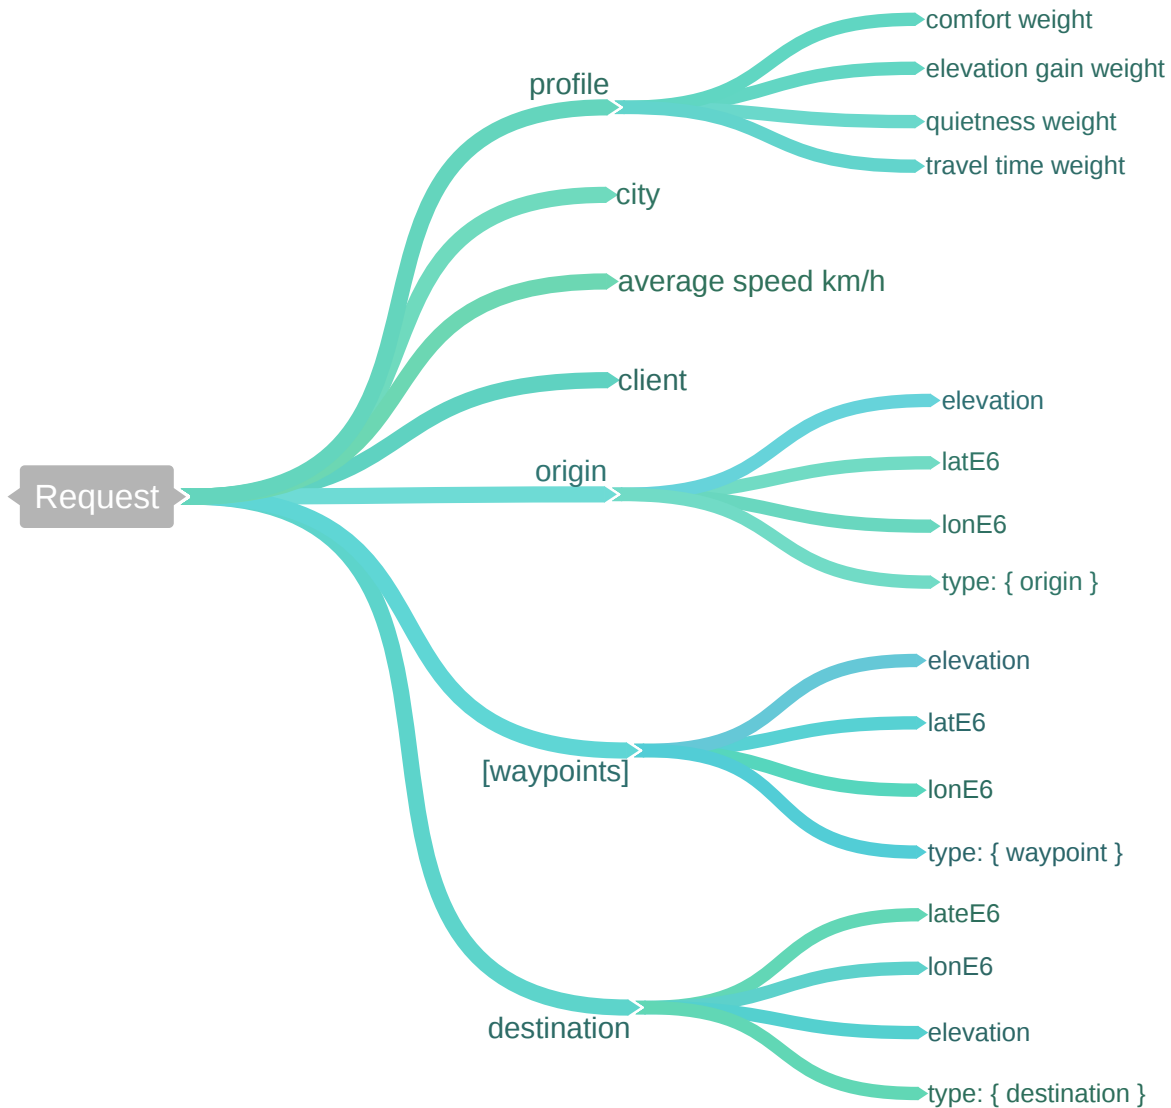 Request
profile
comfort weight
elevation gain weight
quietness weight
travel time weight
city
average speed km/h
client
origin
elevation
latE6
lonE6
type: { origin }
[waypoints]
elevation
latE6
lonE6
type: { waypoint }
destination
lateE6
lonE6
elevation
type: { destination }